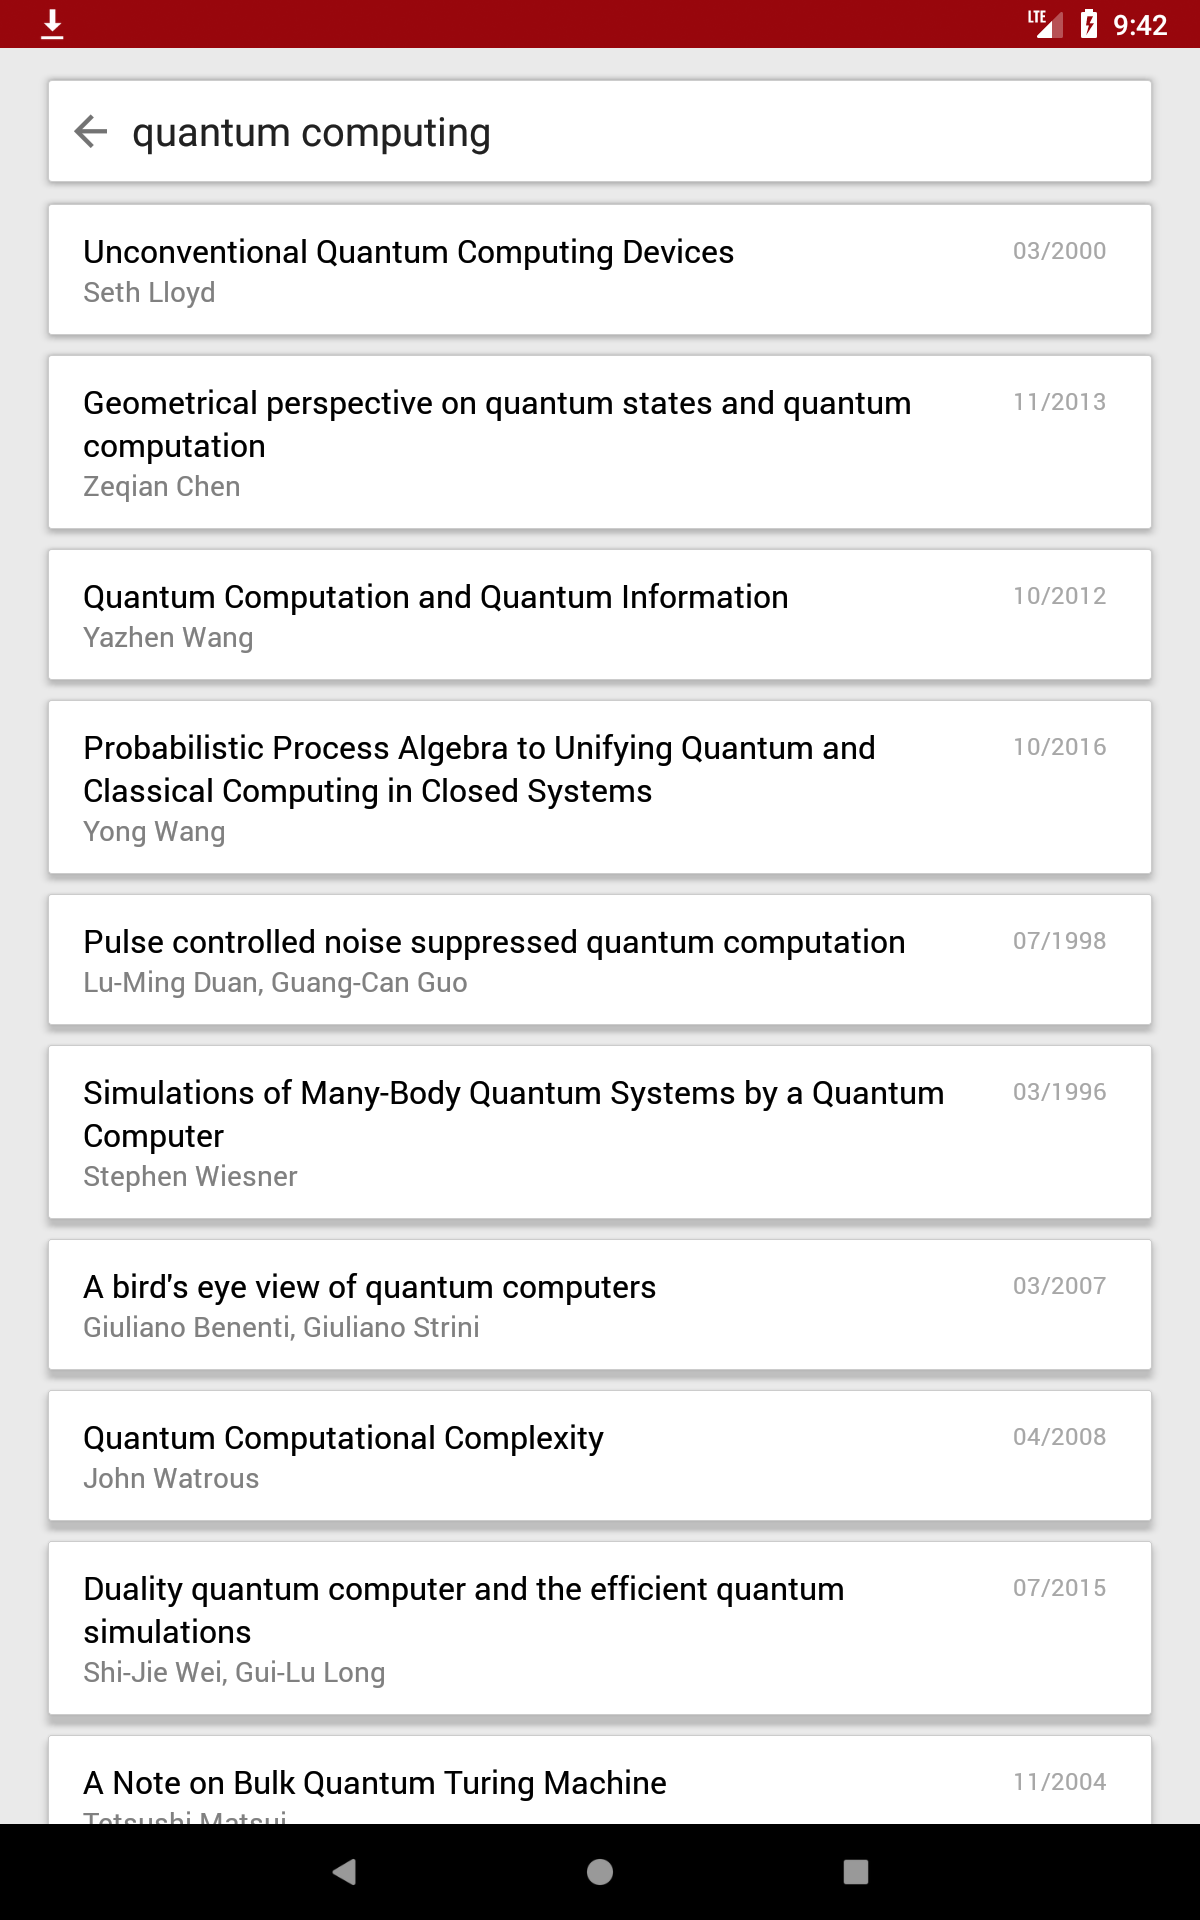 LTE 9:42
quantum computing
Unconventional Quantum Computing Devices 03/2000
Seth Lloyd
Geometrical perspective on quantum states and quantum 11/2013
computation
Zeqian Chen
Quantum Computation and Quantum Information 10/2012
Yazhen Wang
Probabilistic Process Algebra to Unifying Quantum and 10/2016
Classical Computing in Closed Systems
Yong Wang
Pulse controlled noise suppressed quantum computation 07/1998
Lu-Ming Duan, Guang-Can Guo
Simulations of Many-Body Quantum Systems by a Quantum 03/1996
Computer
Stephen Wiesner
A bird's eye view of quantum computers 03/2007
Giuliano Benenti, Giuliano Strini
Quantum Computational Complexity 04/2008
John Watrous
Duality quantum computer and the efficient quantum 07/2015
simulations
Shi-Jie Wei, Gui-Lu Long
A Note on Bulk Quantum Turing Machine 11/2004
Tetsushi Matsui